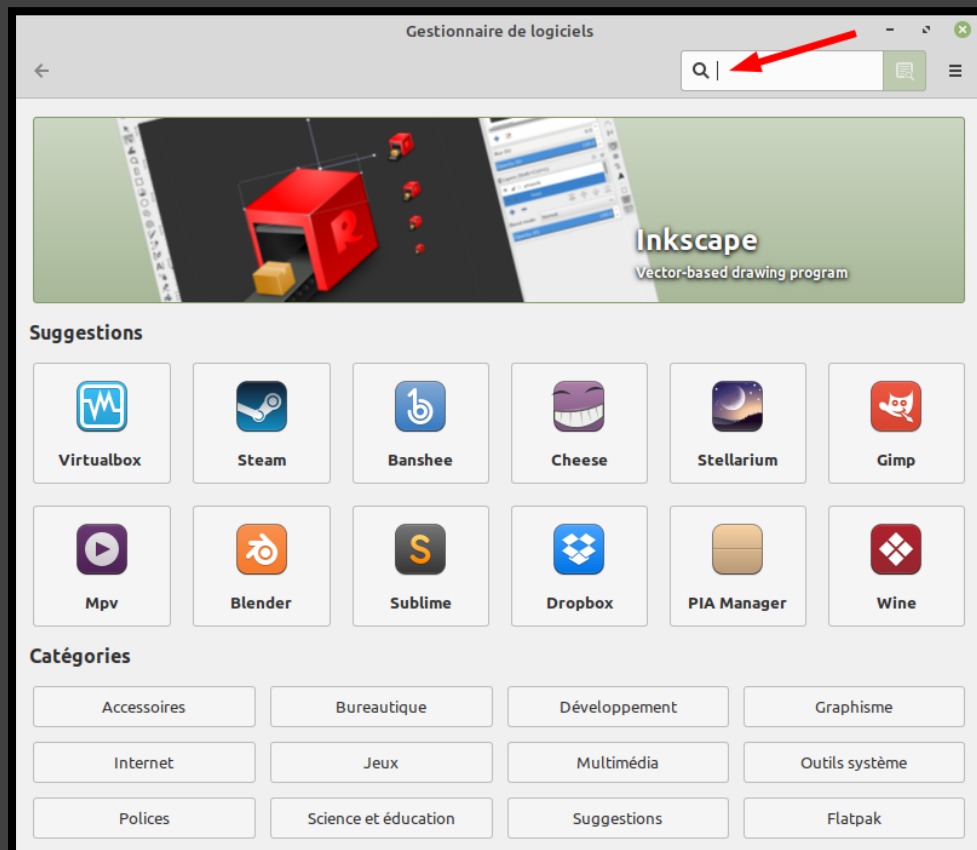 Gestionnaire de logiciels
Inkscape
Vector-based drawing program
Suggestions
Virtualbox Steam Banshee Cheese Stellarium Gimp
Mpv Blender Sublime Dropbox PIA Manager Wine
Catégories
Accessoires Bureautique Développement Graphisme
Internet Jeux Multimédia Outils système
Polices Science et éducation Suggestions Flatpak